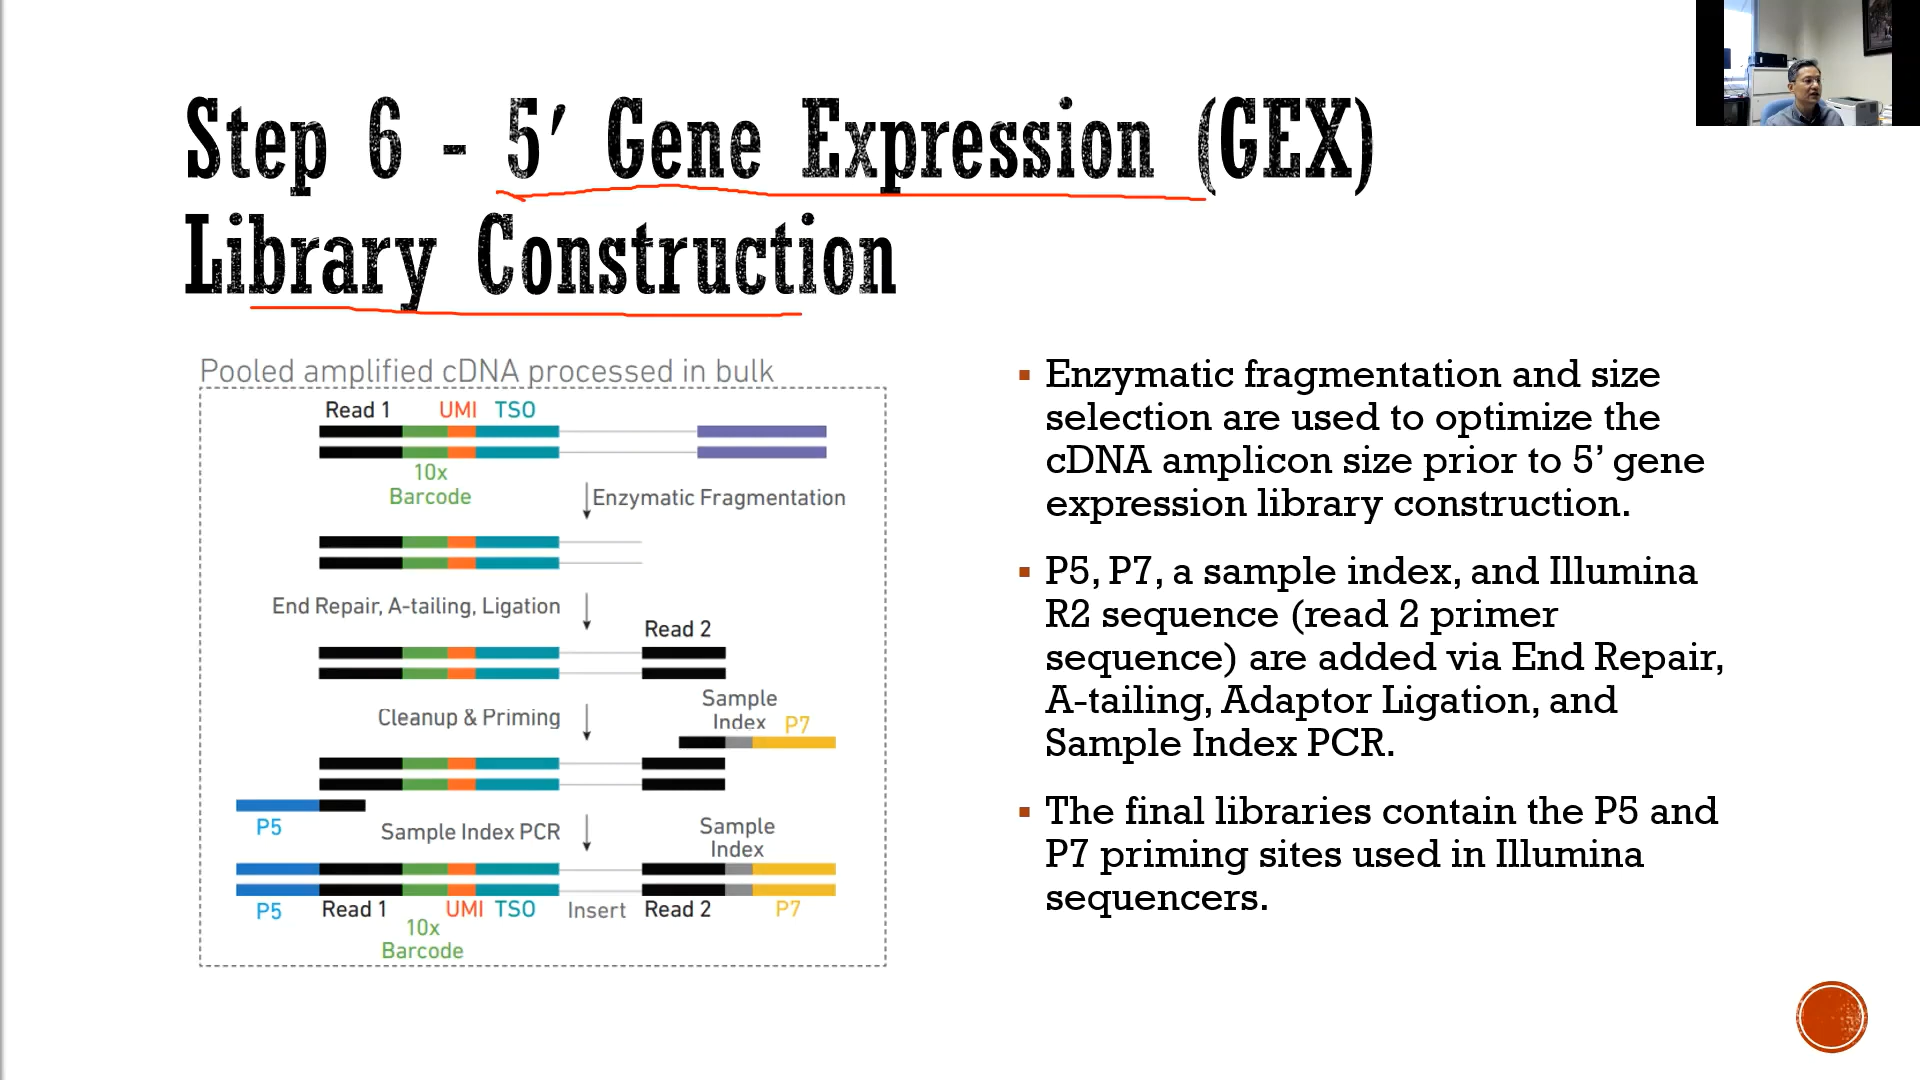 Step 6 - 5′ Gene Expression (GEX)
Library Construction
Pooled amplified cDNA processed in bulk
Read 1 UMI TSO
10x
Barcode
Enzymatic Fragmentation
End Repair, A-tailing, Ligation
Read 2
Cleanup & Priming
Sample
Index P7
P5
Sample Index PCR
Sample
Index
P5 Read 1 UMI TSO Insert Read 2 P7
10x
Barcode
Enzymatic fragmentation and size
selection are used to optimize the
cDNA amplicon size prior to 5’ gene
expression library construction.
P5, P7, a sample index, and Illumina
R2 sequence (read 2 primer
sequence) are added via End Repair,
A-tailing, Adaptor Ligation, and
Sample Index PCR.
The final libraries contain the P5 and
P7 priming sites used in Illumina
sequencers.